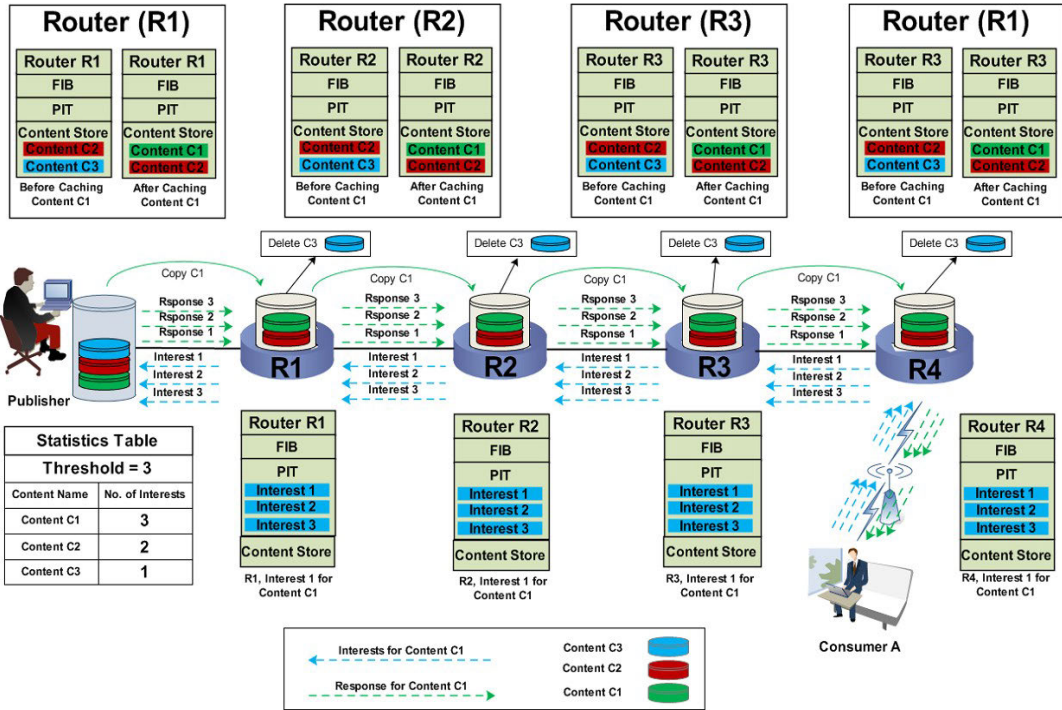 Router (R1)
Router R1
FIB
PIT
Content Store
Content C2
Content C3
Before Caching
Content C1
Router R1
FIB
PIT
Content Store
Content C1
Content C2
After Caching
Content C1
Router (R2)
Router R2
FIB
PIT
Content Store
Content C2
Content C3
Before Caching
Content C1
Router R2
FIB
PIT
Content Store
Content C1
Content C2
After Caching
Content C1
Router (R3)
Router R3
FIB
PIT
Content Store
Content C2
Content C3
Before Caching
Content C1
Router R3
FIB
PIT
Content Store
Content C1
Content C2
After Caching
Content C1
Router (R1)
Router R3
FIB
PIT
Content Store
Content C2
Content C3
Before Caching
Content C1
Router R3
FIB
PIT
Content Store
Content C1
Content C2
After Caching
Content C1
Delete C3
Delete C3
Delete C3
Delete C3
Copy C1
Copy C1
Copy C1
Copy C1
Rsponse 3
Rsponse 2
Rsponse 1
Interest 1
Interest 2
Interest 3
R1
Rsponse 3
Rsponse 2
Rsponse 1
Interest 1
Interest 2
Interest 3
R2
Rsponse 3
Rsponse 2
Rsponse 1
Interest 1
Interest 2
Interest 3
R3
Rsponse 3
Rsponse 2
Rsponse 1
Interest 1
Interest 2
Interest 3
R4
Publisher
Statistics Table
Threshold = 3
Content Name No. of Interests
Content C1 3
Content C2 2
Content C3 1
Router R1
FIB
PIT
Interest 1
Interest 2
Interest 3
Content Store
R1, Interest 1 for
Content C1
Router R2
FIB
PIT
Interest 1
Interest 2
Interest 3
Content Store
R2, Interest 1 for
Content C1
Router R3
FIB
PIT
Interest 1
Interest 2
Interest 3
Content Store
R3, Interest 1 for
Content C1
Router R4
FIB
PIT
Interest 1
Interest 2
Interest 3
Content Store
R4, Interest 1 for
Content C1
Consumer A
Interests for Content C1
Response for Content C1
Content C3
Content C2
Content C1